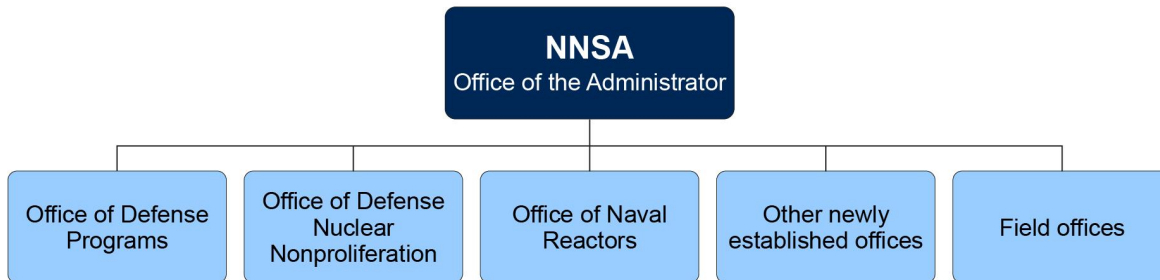 NNSA
Office of the Administrator
Office of Defense
Programs
Office of Defense
Nuclear
Nonproliferation
Office of Naval
Reactors
Other newly
established offices
Field offices